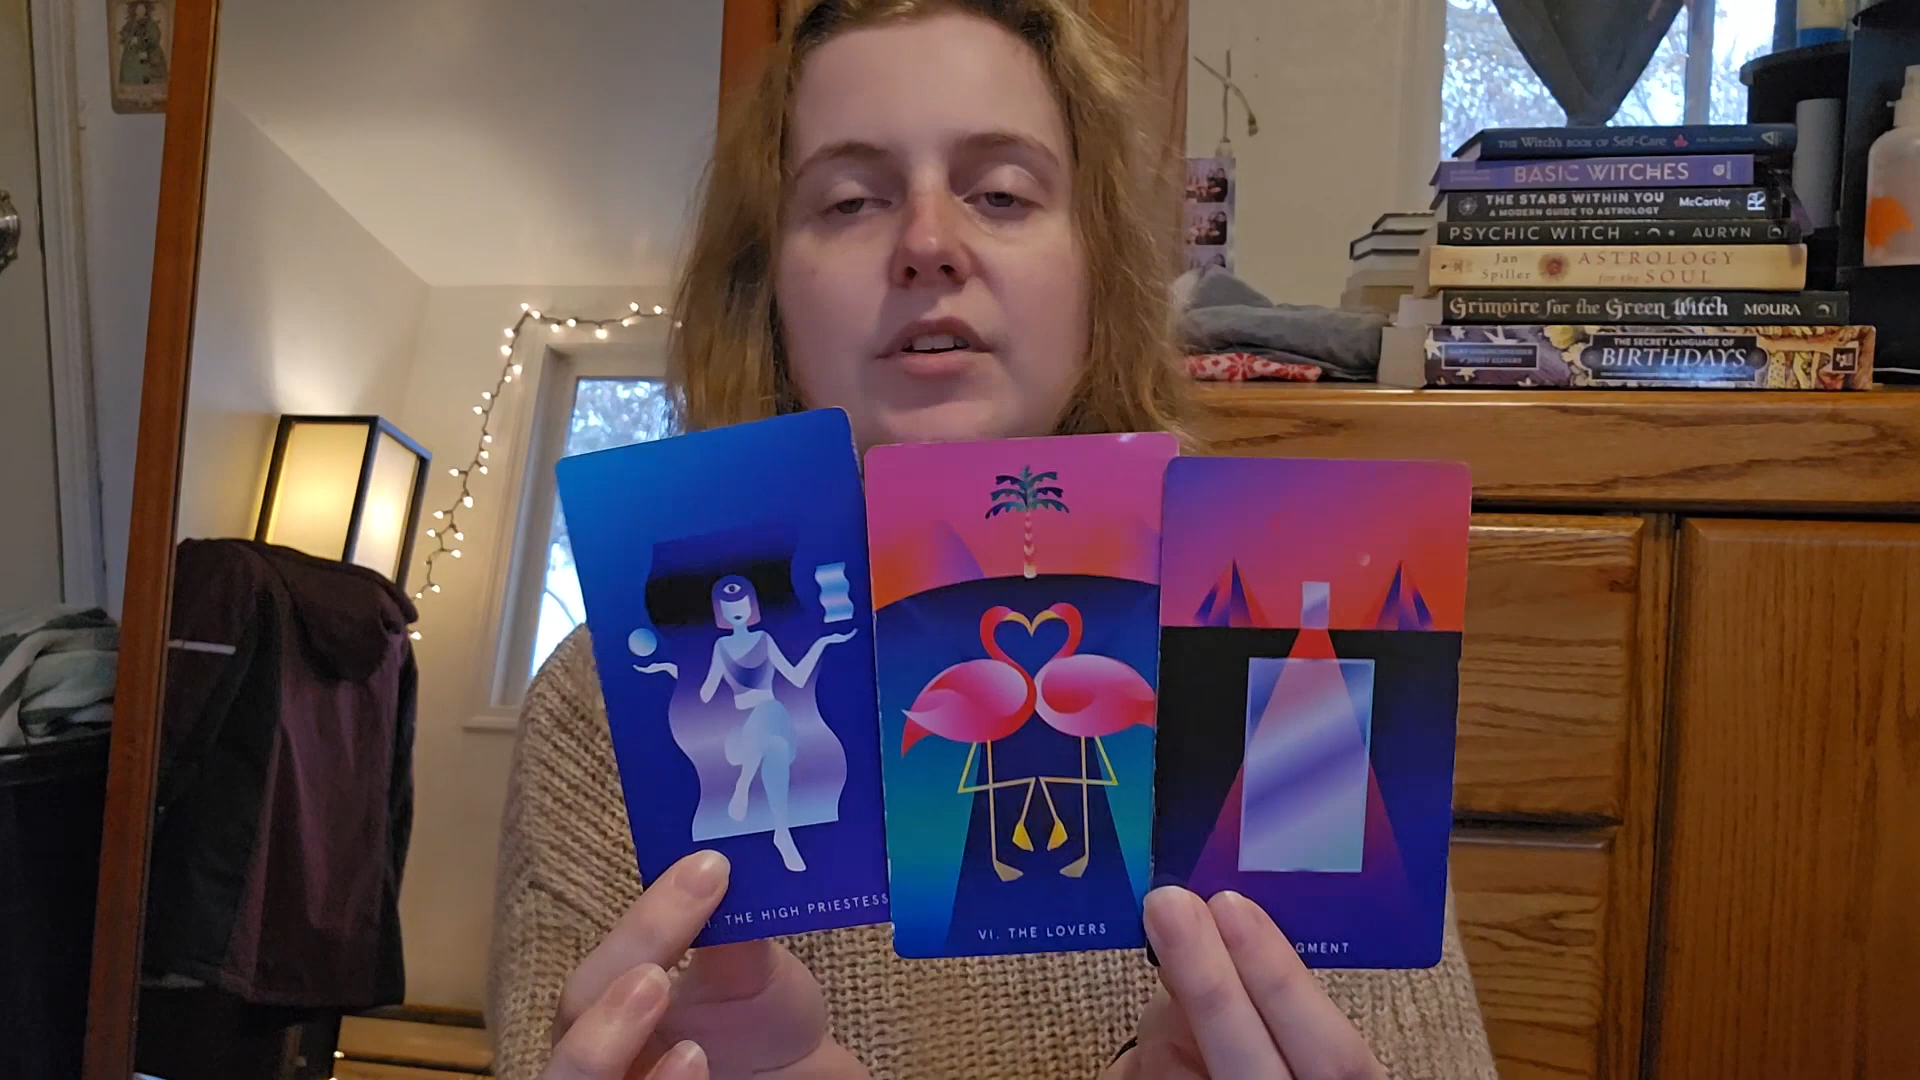 THE Witch's BOOK OF Self-Care
BASIC WITCHES
THE STARS WITHIN YOU
A MODERN GUIDE TO ASTROLOGY
McCarthy
PSYCHIC WITCH
AURYN
Jan
Spiller
ASTROLOGY
for the SOUL
Grimoire for the Green Witch MOURA
THE SECRET LANGUAGE OF
BIRTHDAYS
I. THE HIGH PRIESTESS
VI. THE LOVERS
GMENT